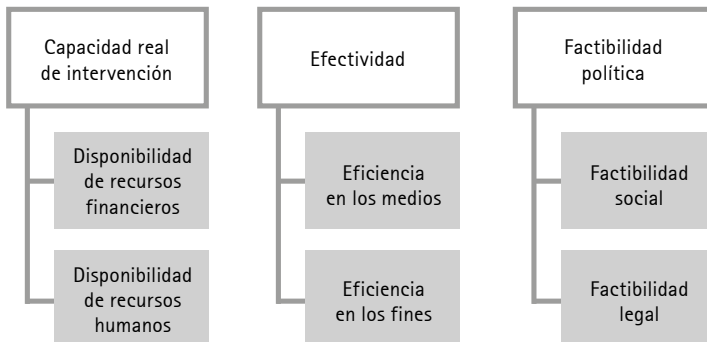 Capacidad real
de intervención
Efectividad
Factibilidad
política
Disponibilidad
de recursos
financieros
Eficiencia
en los medios
Factibilidad
social
Disponibilidad
de recursos
humanos
Eficiencia
en los fines
Factibilidad
legal